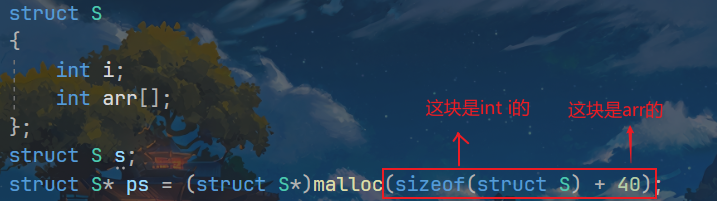 struct S
{
int i;
int arr[];
};
这块是int i的 这块是arr的
struct S s;
struct S* ps = (struct S*)malloc(sizeof(struct S) + 40);